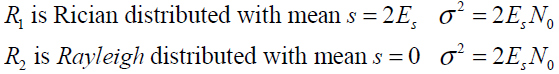 R₁ is Rician distributed with mean s = 2Eₛ  σ² = 2EₛN₀
R₂ is Rayleigh distributed with mean s = 0  σ² = 2EₛN₀